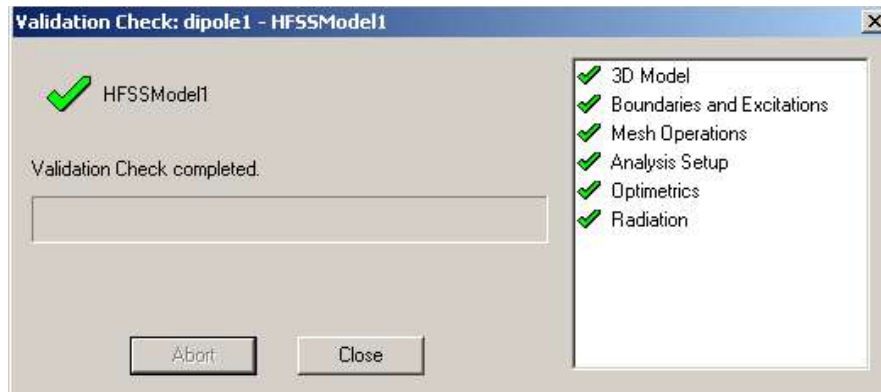 Validation Check: dipole1 - HFSSModel1
HFSSModel1
Validation Check completed.
Abort
Close
3D Model
Boundaries and Excitations
Mesh Operations
Analysis Setup
Optimetrics
Radiation